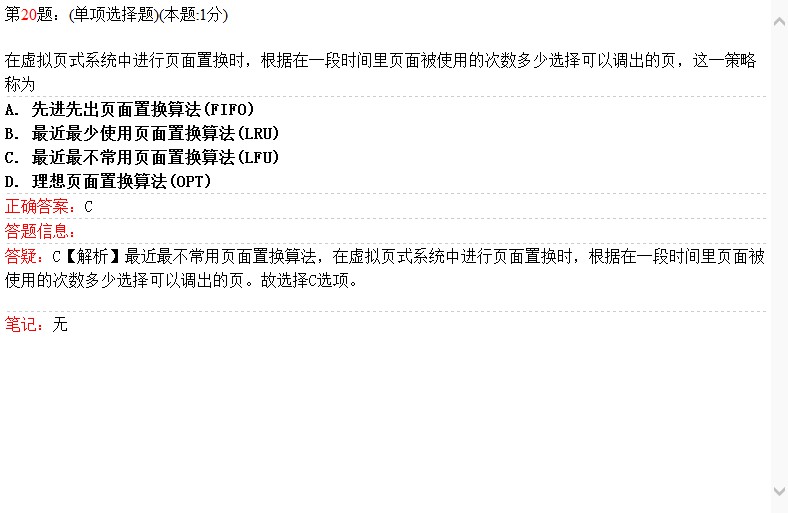 第20题：(单项选择题)(本题:1分)
在虚拟页式系统中进行页面置换时，根据在一段时间里页面被使用的次数多少选择可以调出的页，这一策略
称为
A. 先进先出页面置换算法(FIFO)
B. 最近最少使用页面置换算法(LRU)
C. 最近最不常用页面置换算法(LFU)
D. 理想页面置换算法(OPT)
正确答案：C
答题信息：
答疑：C【解析】最近最不常用页面置换算法，在虚拟页式系统中进行页面置换时，根据在一段时间里页面被
使用的次数多少选择可以调出的页。故选择C选项。
笔记：无